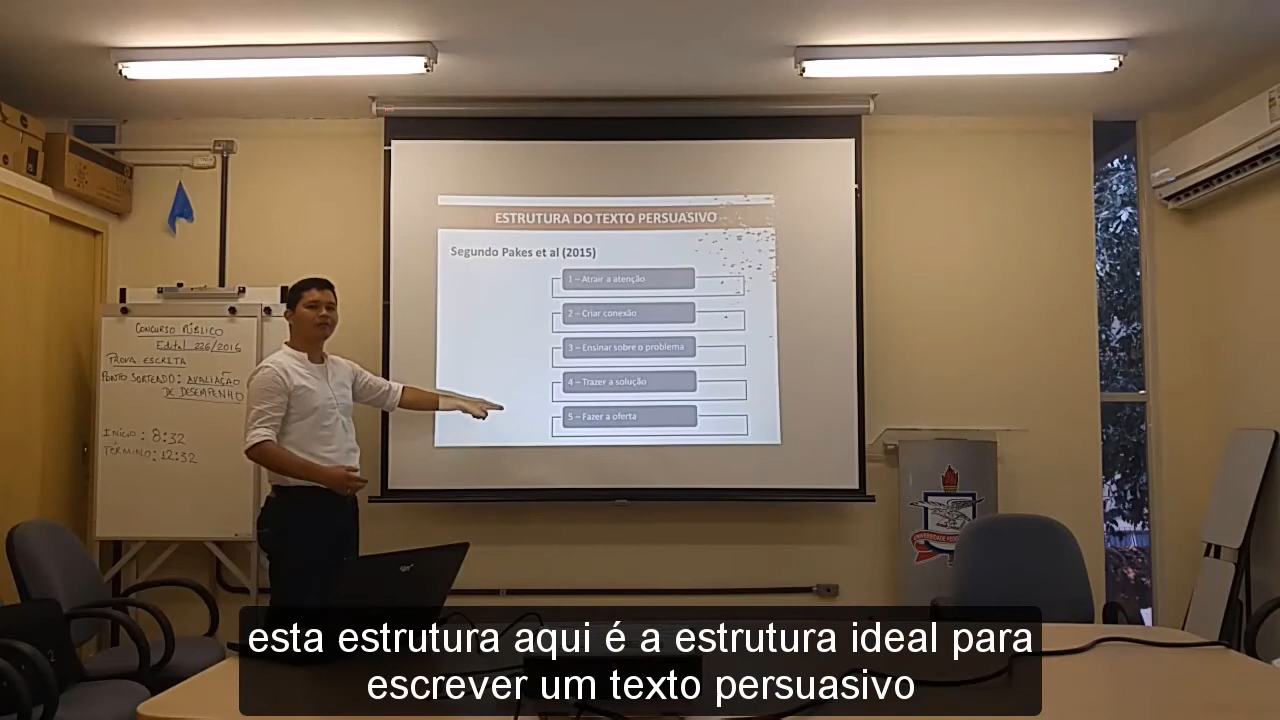 ESTRUTURA DO TEXTO PERSUASIVO
Segundo Pakes et al (2015)
1 – Atrair a atenção
2 – Criar conexão
3 – Ensinar sobre o problema
4 – Trazer a solução
5 – Fazer a oferta
CONCURSO PÚBLICO
Edital 226/2016
PROVA ESCRITA
PONTO SORTEADO: AVALIAÇÃO
DE DESEMPENHO
INÍCIO: 8:32
TÉRMINO: 12:32
UNIVERSIDADE
esta estrutura aqui é a estrutura ideal para
escrever um texto persuasivo